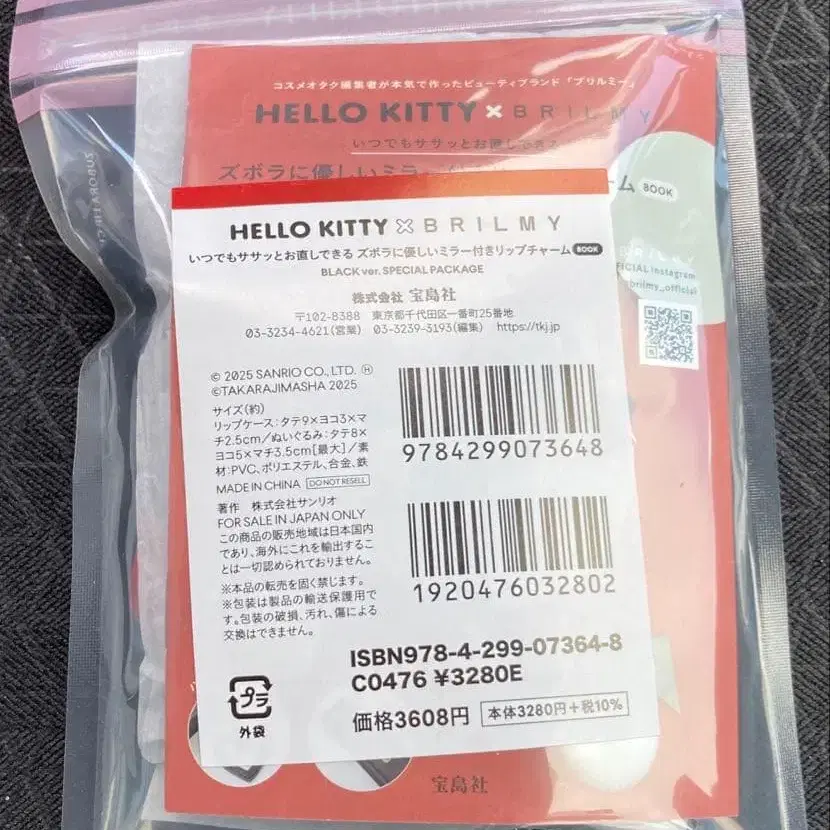 コスメオタク編集者が本気で作ったビューティブランド「ブリルミー」
HELLO KITTY × BRILMY
いつでもササッとお直しできる
ズボラに優しいミラー
ーム BOOK
BRILMY
FICIAL Instagram
brilmy_official
HELLO KITTY × BRILMY
いつでもササッとお直しできる ズボラに優しいミラー付きリップチャーム BOOK
BLACK ver. SPECIAL PACKAGE
株式会社 宝島社
〒102-8388 東京都千代田区一番町25番地
03-3234-4621(営業) 03-3239-3193(編集) https://tkj.jp
© 2025 SANRIO CO., LTD. Ⓗ
©TAKARAJIMASHA 2025
サイズ(約)
リップケース:タテ9×ヨコ3×マ
チ2.5cm/ぬいぐるみ:タテ8×
ヨコ5×マチ3.5cm[最大]/素
材:PVC、ポリエステル、合金、鉄
MADE IN CHINA DO NOT RESELL
著作 株式会社サンリオ
FOR SALE IN JAPAN ONLY
この商品の販売地域は日本国内
であり、海外にこれを輸出するこ
とは一切認められておりません。
※本品の転売を固く禁じます。
※包装は製品の輸送保護用で
す。包装の破損、汚れ、傷による
交換はできません。
9784299073648
1920476032802
ISBN978-4-299-07364-8
C0476 ¥3280E
価格3608円 本体3280円+税10%
プラ
外袋
宝島社